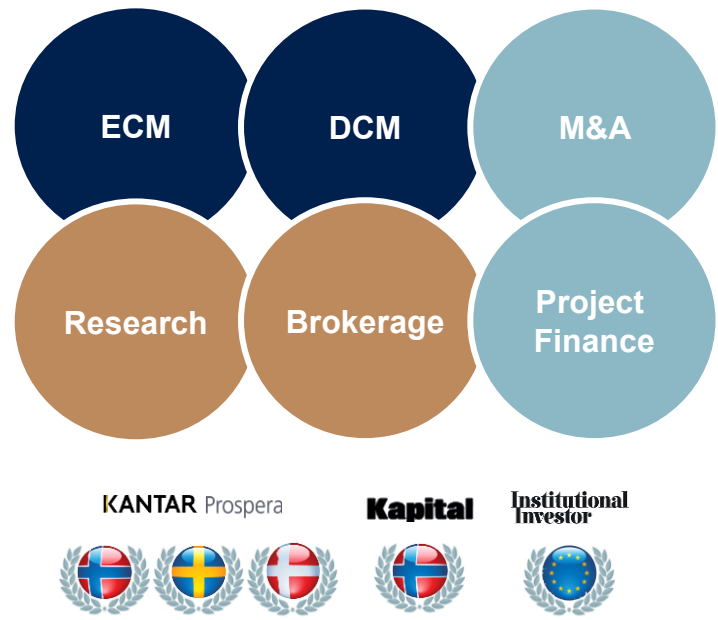 ECM
DCM
M&A
Research
Brokerage
Project
Finance
KANTAR Prospera
Kapital
Institutional
Investor